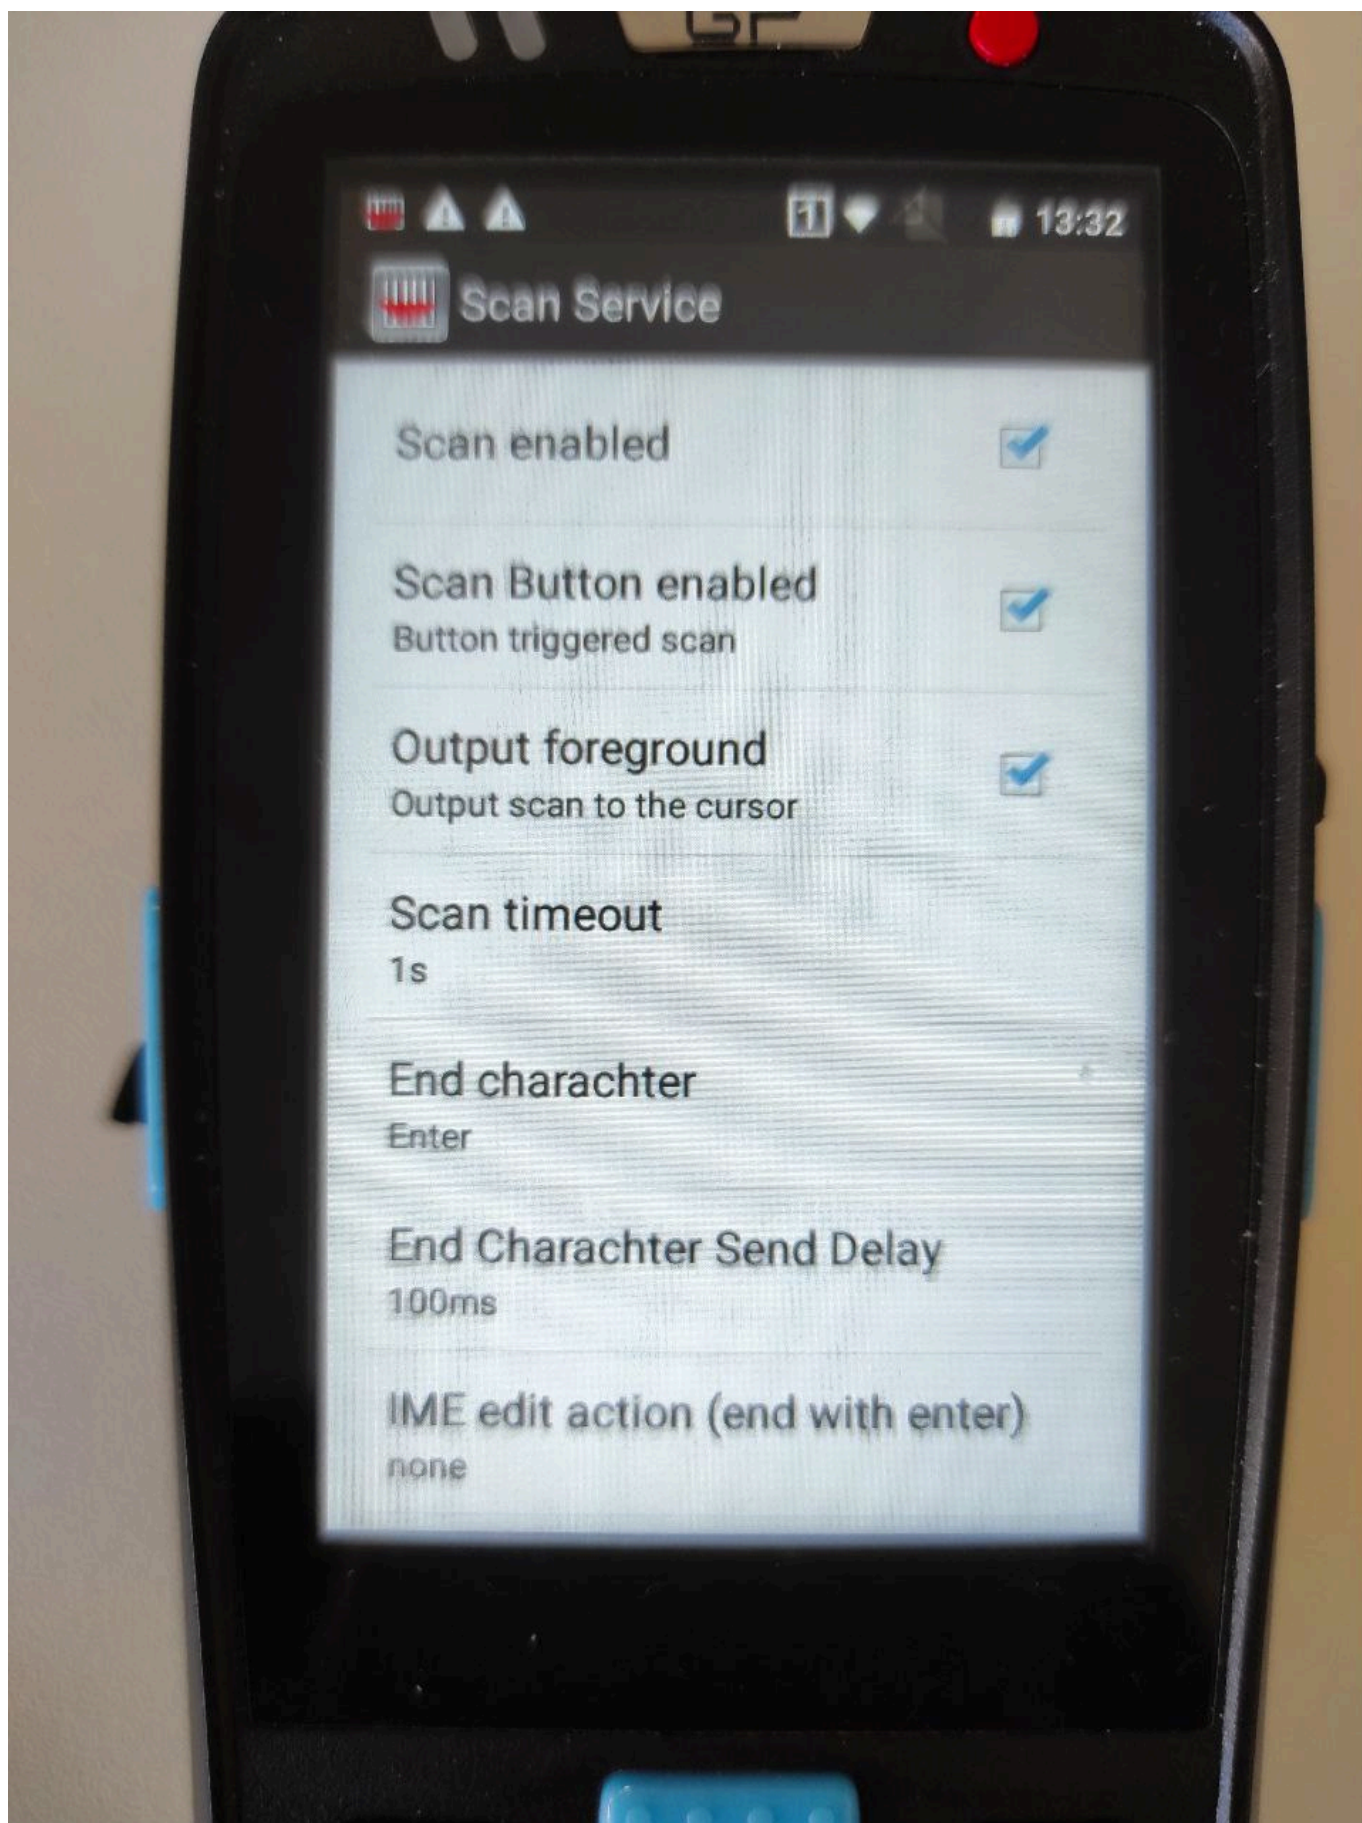 1 13:32
Scan Service
Scan enabled
Scan Button enabled
Button triggered scan
Output foreground
Output scan to the cursor
Scan timeout
1s
End charachter
Enter
End Charachter Send Delay
100ms
IME edit action (end with enter)
none